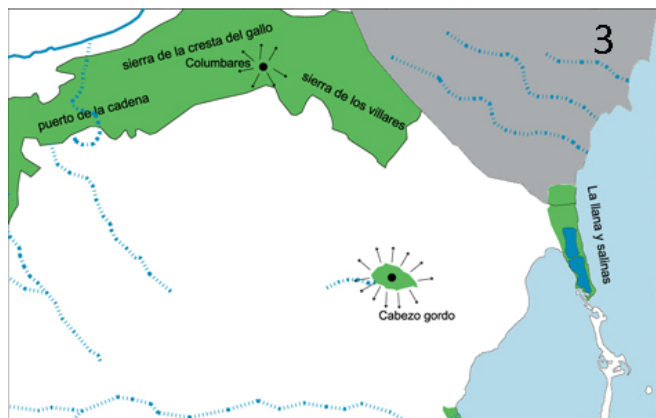 3
sierra de la cresta del gallo
Columbares
sierra de los villares
puerto de la cadena
La llana y salinas
Cabezo gordo